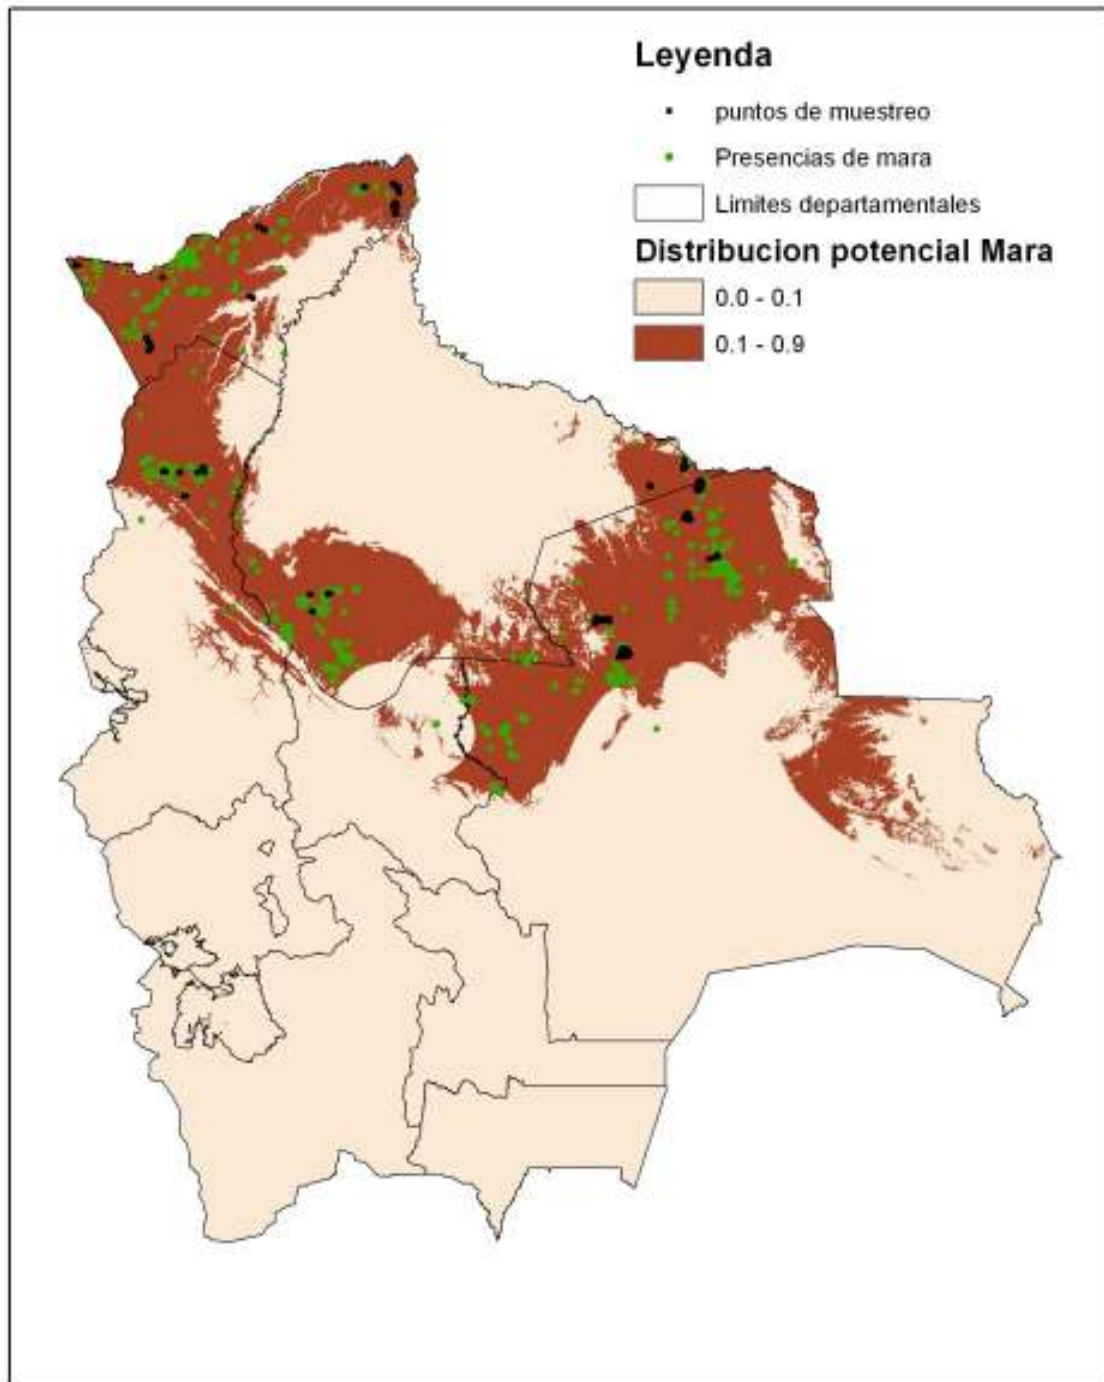 Leyenda
puntos de muestreo
Presencias de mara
Limites departamentales
Distribucion potencial Mara
0.0 - 0.1
0.1 - 0.9